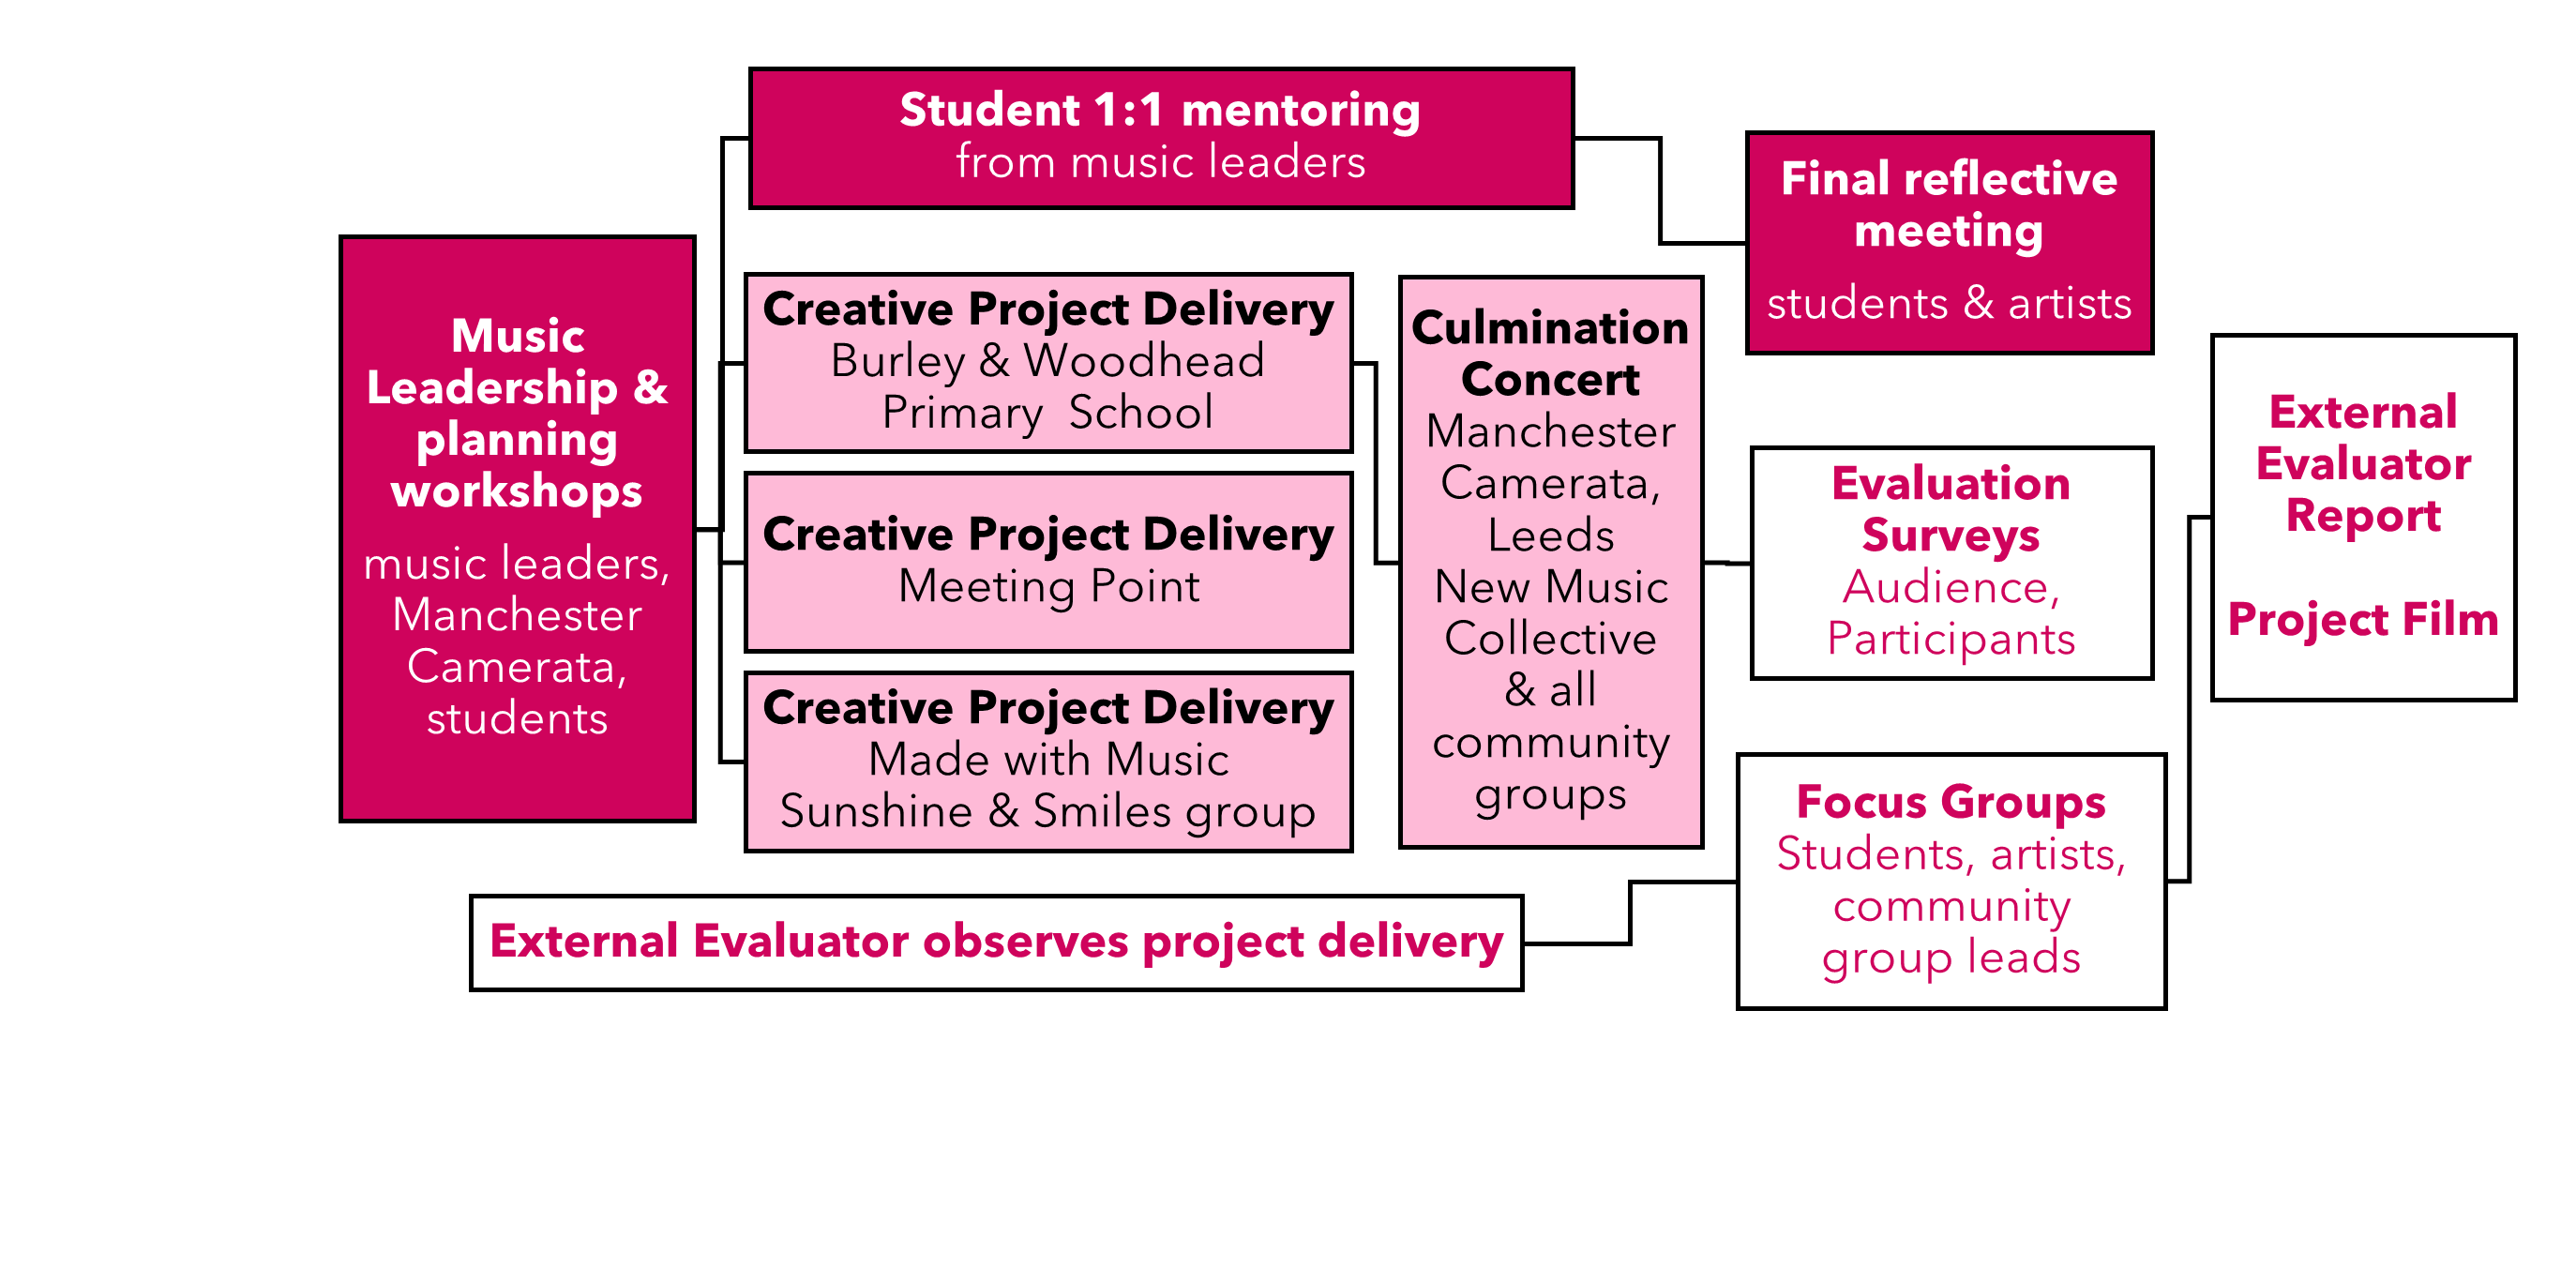 Student 1:1 mentoring
from music leaders
Final reflective
meeting
students & artists
Music
Leadership &
planning
workshops
music leaders,
Manchester
Camerata,
students
Creative Project Delivery
Burley & Woodhead
Primary  School
Creative Project Delivery
Meeting Point
Creative Project Delivery
Made with Music
Sunshine & Smiles group
Culmination
Concert
Manchester
Camerata,
Leeds
New Music
Collective
& all
community
groups
Evaluation
Surveys
Audience,
Participants
External
Evaluator
Report
Project Film
Focus Groups
Students, artists,
community
group leads
External Evaluator observes project delivery